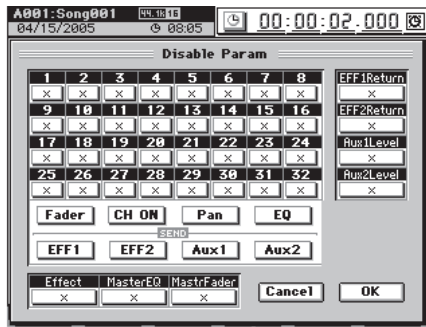 A001:Song001 44.1k 16
04/15/2005 08:05 00:00:02.000
Disable Param
1 2 3 4 5 6 7 8 EFF1Return
× × × × × × × × ×
9 10 11 12 13 14 15 16 EFF2Return
× × × × × × × × ×
17 18 19 20 21 22 23 24 Aux1Level
× × × × × × × × ×
25 26 27 28 29 30 31 32 Aux2Level
× × × × × × × × ×
Fader CH ON Pan EQ
SEND
EFF1 EFF2 Aux1 Aux2
Effect MasterEQ MastrFader
× × × Cancel OK